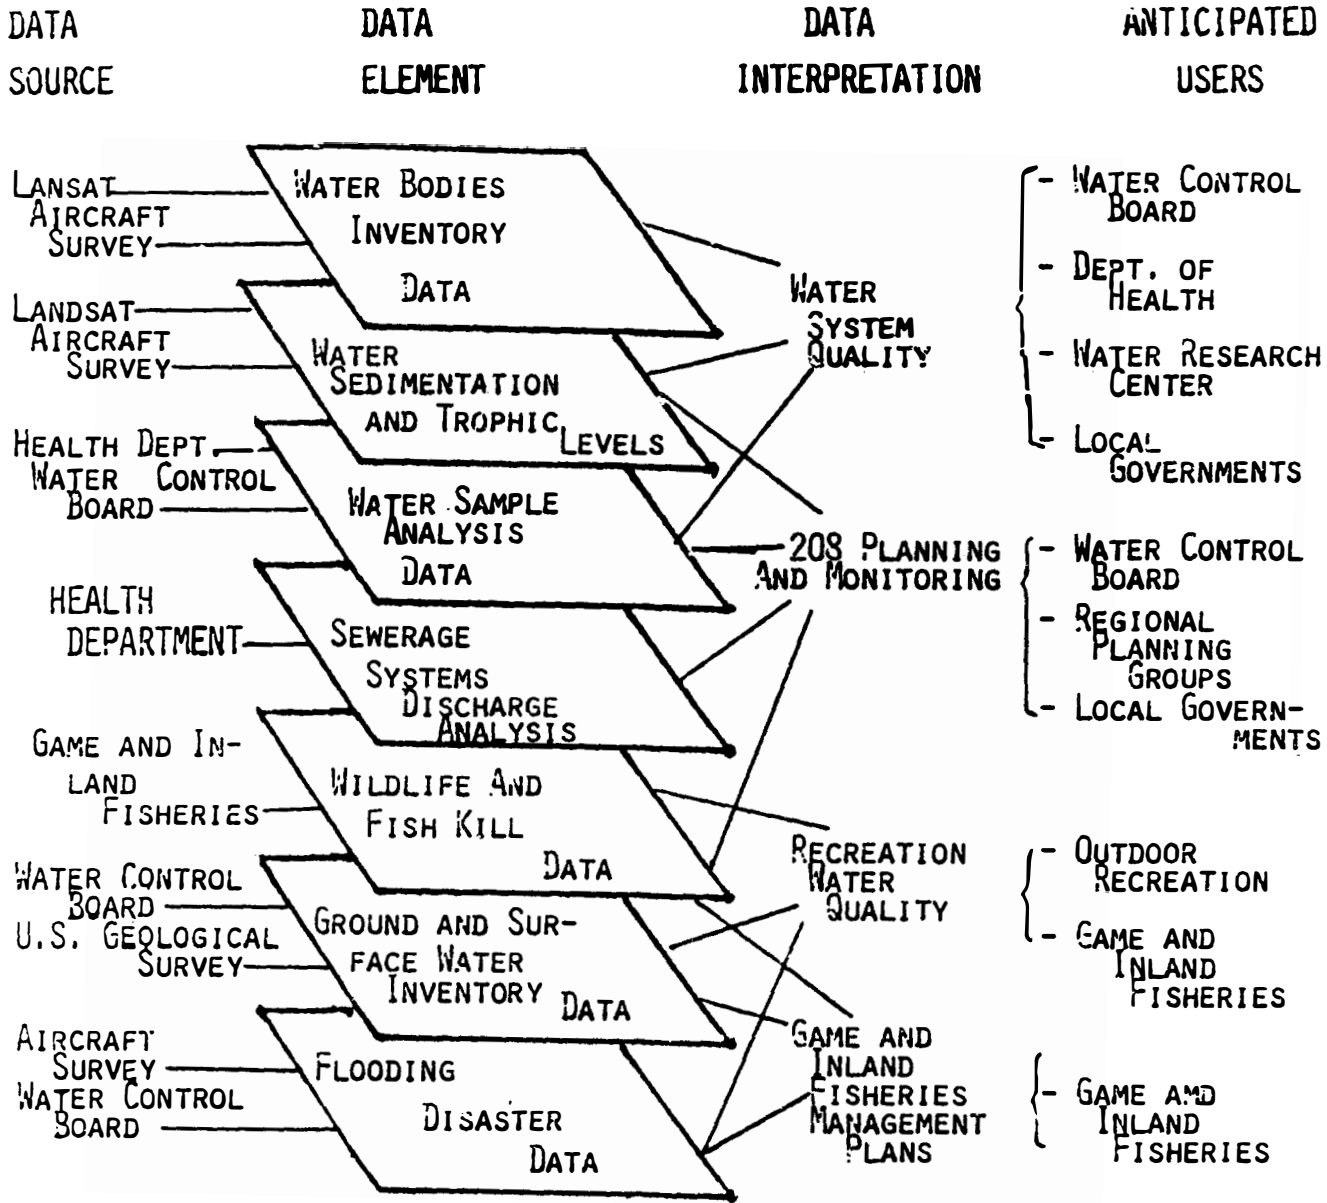 DATA SOURCE
DATA ELEMENT
DATA INTERPRETATION
ANTICIPATED USERS
LANSAT
AIRCRAFT
SURVEY
LANDSAT
AIRCRAFT
SURVEY
HEALTH DEPT.
WATER CONTROL
BOARD
HEALTH
DEPARTMENT
GAME AND IN-
LAND
FISHERIES
WATER CONTROL
BOARD
U.S. GEOLOGICAL
SURVEY
AIRCRAFT
SURVEY
WATER CONTROL
BOARD
WATER BODIES
INVENTORY
DATA
WATER
SEDIMENTATION
AND TROPHIC
LEVELS
WATER SAMPLE
ANALYSIS
DATA
SEWERAGE
SYSTEMS
DISCHARGE
ANALYSIS
WILDLIFE AND
FISH KILL
DATA
GROUND AND SUR-
FACE WATER
INVENTORY
DATA
FLOODING
DISASTER
DATA
WATER
SYSTEM
QUALITY
208 PLANNING
AND MONITORING
RECREATION
WATER
QUALITY
GAME AND
INLAND
FISHERIES
MANAGEMENT
PLANS
- WATER CONTROL
BOARD
- DEPT. OF
HEALTH
- WATER RESEARCH
CENTER
- LOCAL
GOVERNMENTS
- WATER CONTROL
BOARD
- REGIONAL
PLANNING
GROUPS
- LOCAL GOVERN-
MENTS
- OUTDOOR
RECREATION
- GAME AND
INLAND
FISHERIES
- GAME AMD
INLAND
FISHERIES